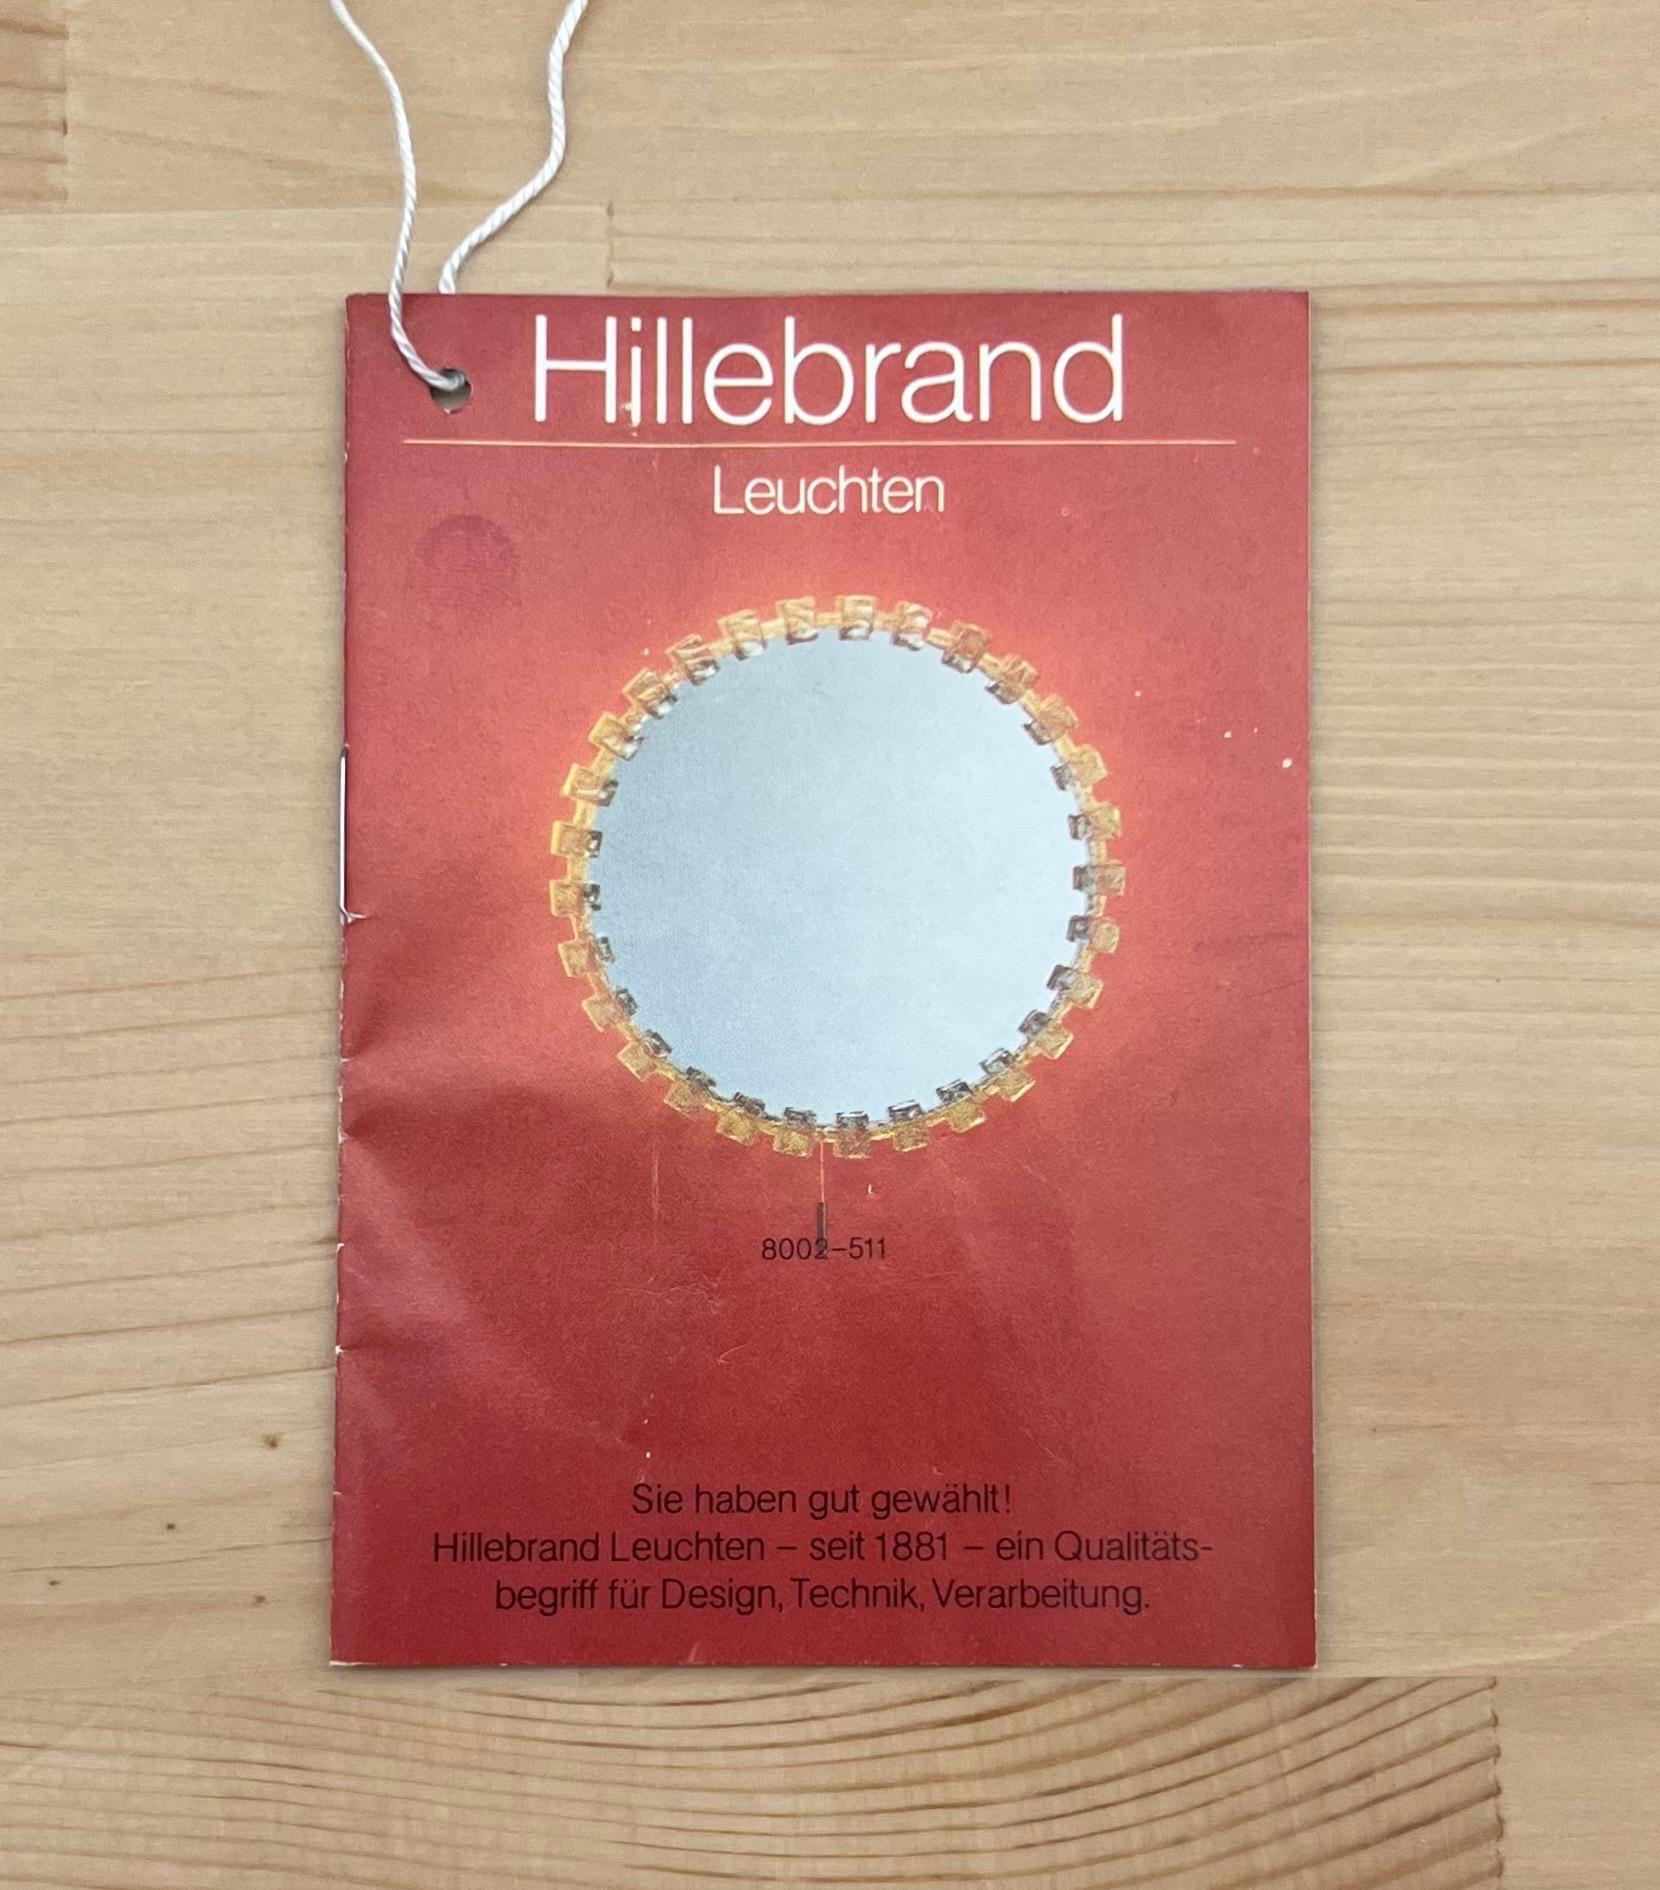 Hillebrand
Leuchten
8002–511
Sie haben gut gewählt!
Hillebrand Leuchten – seit 1881 – ein Qualitäts-
begriff für Design, Technik, Verarbeitung.